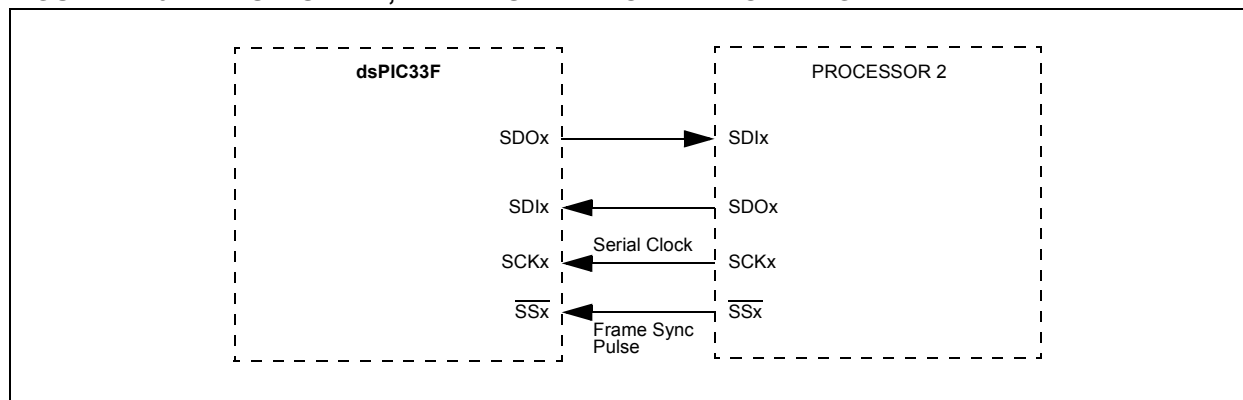 dsPIC33F
PROCESSOR 2
SDOx
SDIx
SDIx
SDOx
Serial Clock
SCKx
SCKx
SSx
SSx
Frame Sync
Pulse